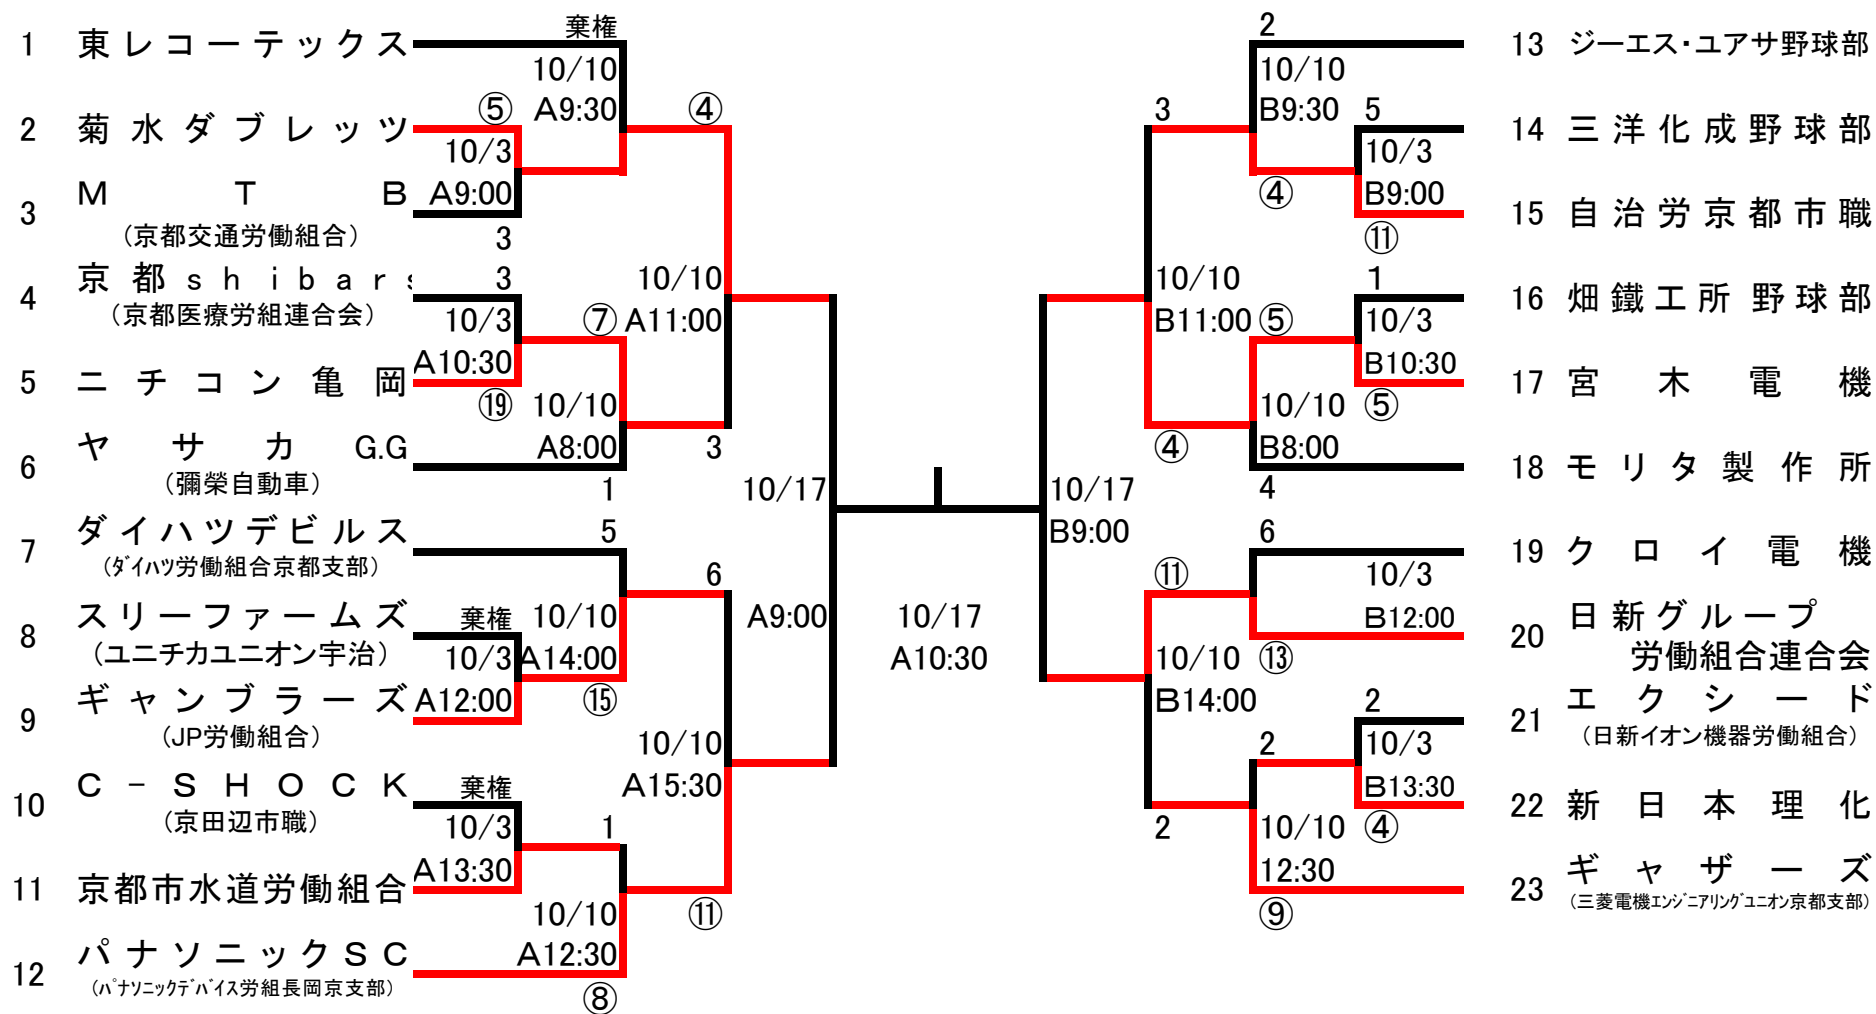 1 東レコーテックス 棄権
10/10
A9:30
2 菊水ダブレッツ ⑤ ④
10/3
A9:00
3 MTB
(京都交通労働組合) 3
4 京都shibars 3
(京都医療労組連合会)
10/3
A10:30
⑦
10/10
A11:00
5 ニチコン亀岡 ⑲
10/10
A8:00
3
6 ヤサカG.G
(彌榮自動車) 1
10/17
A9:00
7 ダイハツデビルス 5
(ダイハツ労働組合京都支部)
6
8 スリーファームズ 棄権
(ユニチカユニオン宇治)
10/10
A14:00
10/3
A12:00
9 ギャンブラーズ ⑮
(JP労働組合)
10/10
A15:30
10 C-SHOCK 棄権
(京田辺市職)
10/3
A13:30
1
11 京都市水道労働組合 ⑪
10/10
A12:30
12 パナソニックSC
(パナソニックデバイス労組長岡京支部) ⑧
10/17
A10:30
2 13 ジーエス・ユアサ野球部
10/10
B9:30
3 5 14 三洋化成野球部
10/3
B9:00
④
15 自治労京都市職
⑪
10/10
B11:00
1 16 畑鐵工所野球部
10/3
B10:30
⑤
17 宮木電機
⑤
10/10
B8:00
④
18 モリタ製作所
4
10/17
B9:00
6 19 クロイ電機
10/3
B12:00
⑪
20 日新グループ
労働組合連合会
⑬
10/10
B14:00
2 21 エクシード
(日新イオン機器労働組合)
10/3
B13:30
2
22 新日本理化
④
2
10/10
12:30
23 ギャザーズ
(三菱電機エンジニアリングユニオン京都支部)
⑨